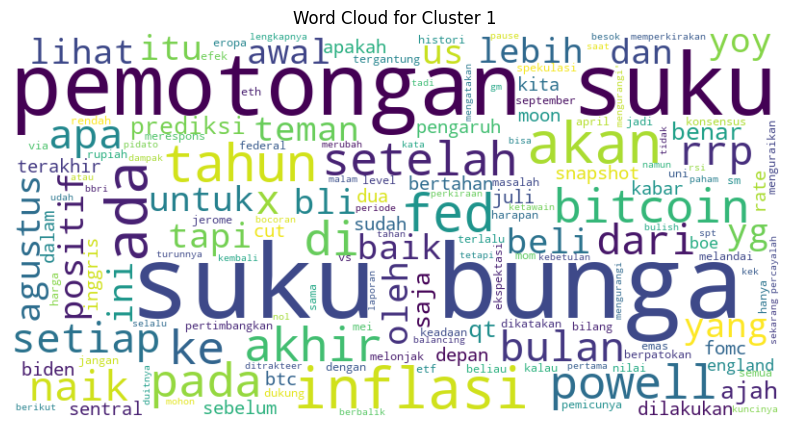 Word Cloud for Cluster 1
lihat itu efek eropa lengkapnya awal histori apakah tergantung us mengatakan lebih pause saat spekulasi dan besok memperkirakan yoy
pemotongan suku
eth tadi gm kita september mengurangi
rendah apa via rupiah prediksi merespons pidato dampak atau teman federal merubah pengaruh kata bisa moon april jadi tidak konsensus benar rrp menguraikan
terakhir bbri udah ada tahun malam level setelah perkiraan bertahan masalah akan snapshot uni namun rsi kabar sm paham
agustus dalam positif untuk x jerome bli dua periode fed juli harapan bitcoin rate bullish
inggris ini turunnya tapi cut bocoran di sudah vs tahan baik terlalu tetapi mom beli ekspektasi kebetulan dari boe spt yg melandai
harga suku bunga kembali sama oleh laporan saja mengurangi kek hanya sekarang percayalah
setiap selalu ke nol pertimbangkan akhir mei keadaan balancing qt dikatakan depan bulan bilang emas yang fomc berpatokan
biden jangan naik duitnya pada ditrakteer btc dengan melonjak inflasi etf beliau kalau pertama powell nilai england semua ajah
sentral berikut mohon sebelum dukung berbalik pemicunya dilakukan kuncinya